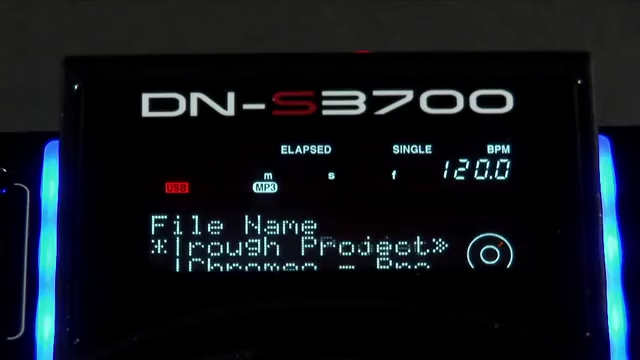 DN-S3700
ELAPSED SINGLE BPM
m s f 120.0
USB MP3
File Name
*|rough Project»